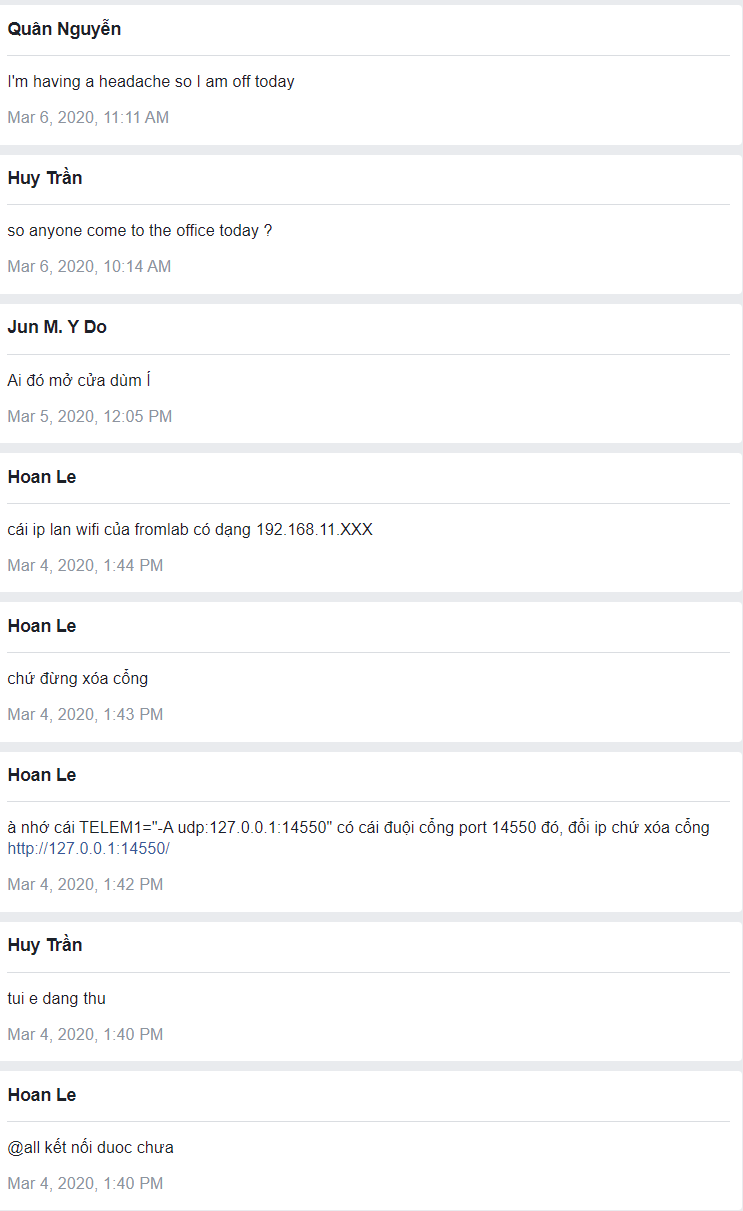 Quân Nguyễn
I'm having a headache so I am off today
Mar 6, 2020, 11:11 AM
Huy Trần
so anyone come to the office today ?
Mar 6, 2020, 10:14 AM
Jun M. Y Do
Ai đó mở cửa dùm Í
Mar 5, 2020, 12:05 PM
Hoan Le
cái ip lan wifi của fromlab có dạng 192.168.11.XXX
Mar 4, 2020, 1:44 PM
Hoan Le
chứ đừng xóa cổng
Mar 4, 2020, 1:43 PM
Hoan Le
à nhớ cái TELEM1="-A udp:127.0.0.1:14550" có cái đuội cổng port 14550 đó, đổi ip chứ xóa cổng
http://127.0.0.1:14550/
Mar 4, 2020, 1:42 PM
Huy Trần
tui e dang thu
Mar 4, 2020, 1:40 PM
Hoan Le
@all kết nối duoc chưa
Mar 4, 2020, 1:40 PM